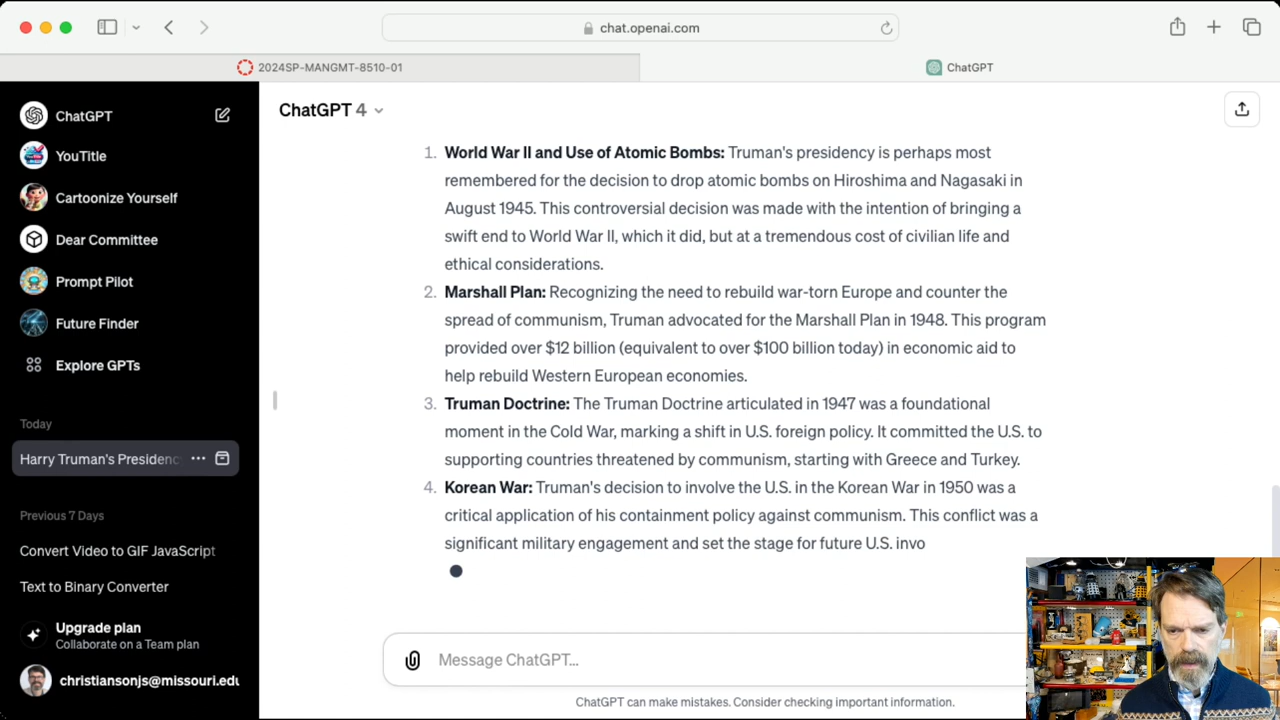 chat.openai.com
2024SP-MANGMT-8510-01
ChatGPT
ChatGPT
YouTitle
Cartoonize Yourself
Dear Committee
Prompt Pilot
Future Finder
Explore GPTs
Today
Harry Truman's Presidenc
Previous 7 Days
Convert Video to GIF JavaScript
Text to Binary Converter
Upgrade plan
Collaborate on a Team plan
christiansonjs@missouri.edu
ChatGPT 4
1. World War II and Use of Atomic Bombs: Truman's presidency is perhaps most
remembered for the decision to drop atomic bombs on Hiroshima and Nagasaki in
August 1945. This controversial decision was made with the intention of bringing a
swift end to World War II, which it did, but at a tremendous cost of civilian life and
ethical considerations.
2. Marshall Plan: Recognizing the need to rebuild war-torn Europe and counter the
spread of communism, Truman advocated for the Marshall Plan in 1948. This program
provided over $12 billion (equivalent to over $100 billion today) in economic aid to
help rebuild Western European economies.
3. Truman Doctrine: The Truman Doctrine articulated in 1947 was a foundational
moment in the Cold War, marking a shift in U.S. foreign policy. It committed the U.S. to
supporting countries threatened by communism, starting with Greece and Turkey.
4. Korean War: Truman's decision to involve the U.S. in the Korean War in 1950 was a
critical application of his containment policy against communism. This conflict was a
significant military engagement and set the stage for future U.S. invo
Message ChatGPT...
ChatGPT can make mistakes. Consider checking important information.